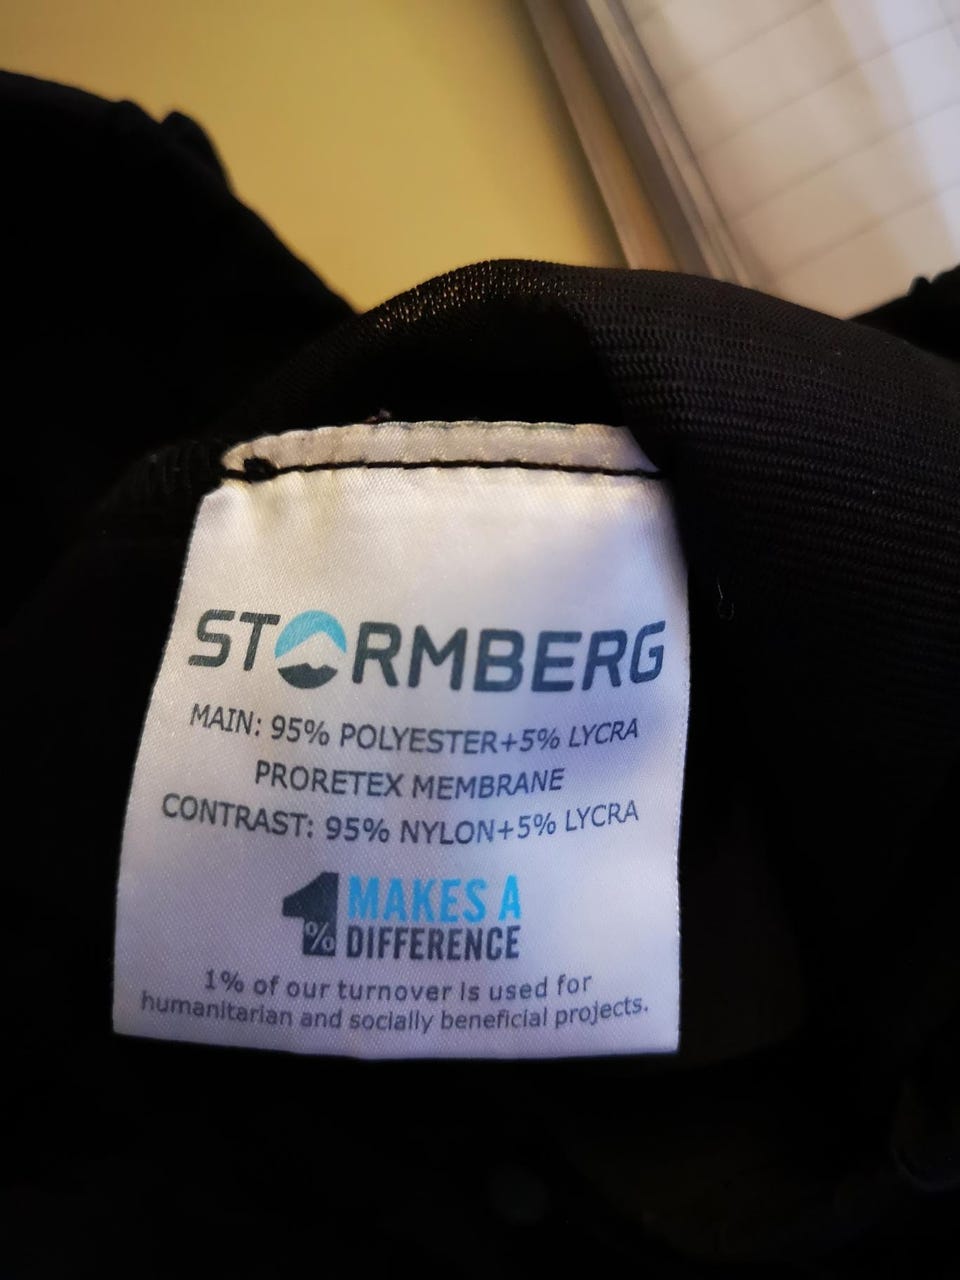 STORMBERG
MAIN: 95% POLYESTER+5% LYCRA
PRORETEX MEMBRANE
CONTRAST: 95% NYLON+5% LYCRA
1% MAKES A
DIFFERENCE
1% of our turnover is used for
humanitarian and socially beneficial projects.